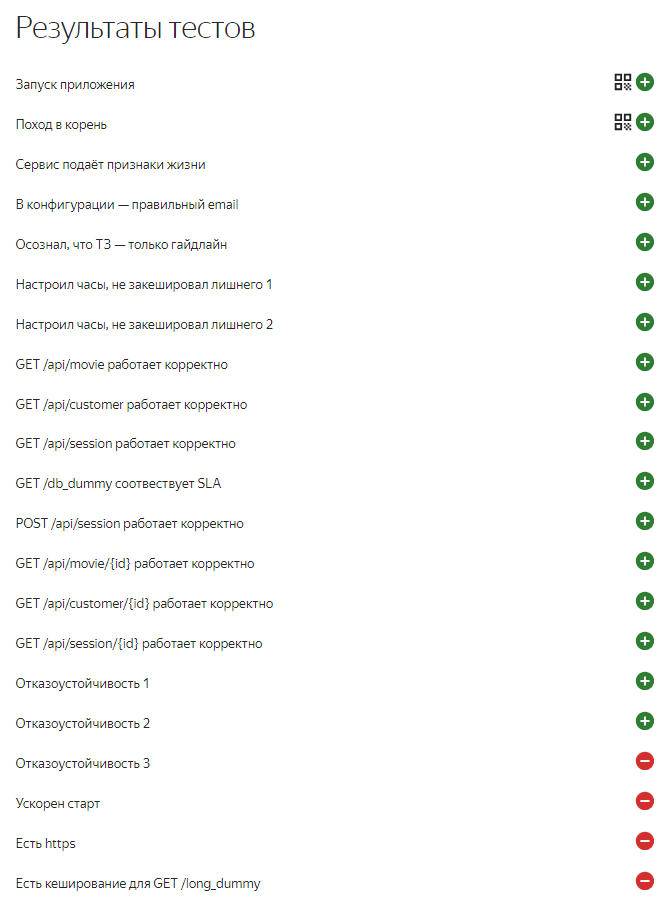 Результаты тестов
Запуск приложения
Поход в корень
Сервис подаёт признаки жизни
В конфигурации — правильный email
Осознал, что ТЗ — только гайдлайн
Настроил часы, не закешировал лишнего 1
Настроил часы, не закешировал лишнего 2
GET /api/movie работает корректно
GET /api/customer работает корректно
GET /api/session работает корректно
GET /db_dummy соотвествует SLA
POST /api/session работает корректно
GET /api/movie/{id} работает корректно
GET /api/customer/{id} работает корректно
GET /api/session/{id} работает корректно
Отказоустойчивость 1
Отказоустойчивость 2
Отказоустойчивость 3
Ускорен старт
Есть https
Есть кеширование для GET /long_dummy